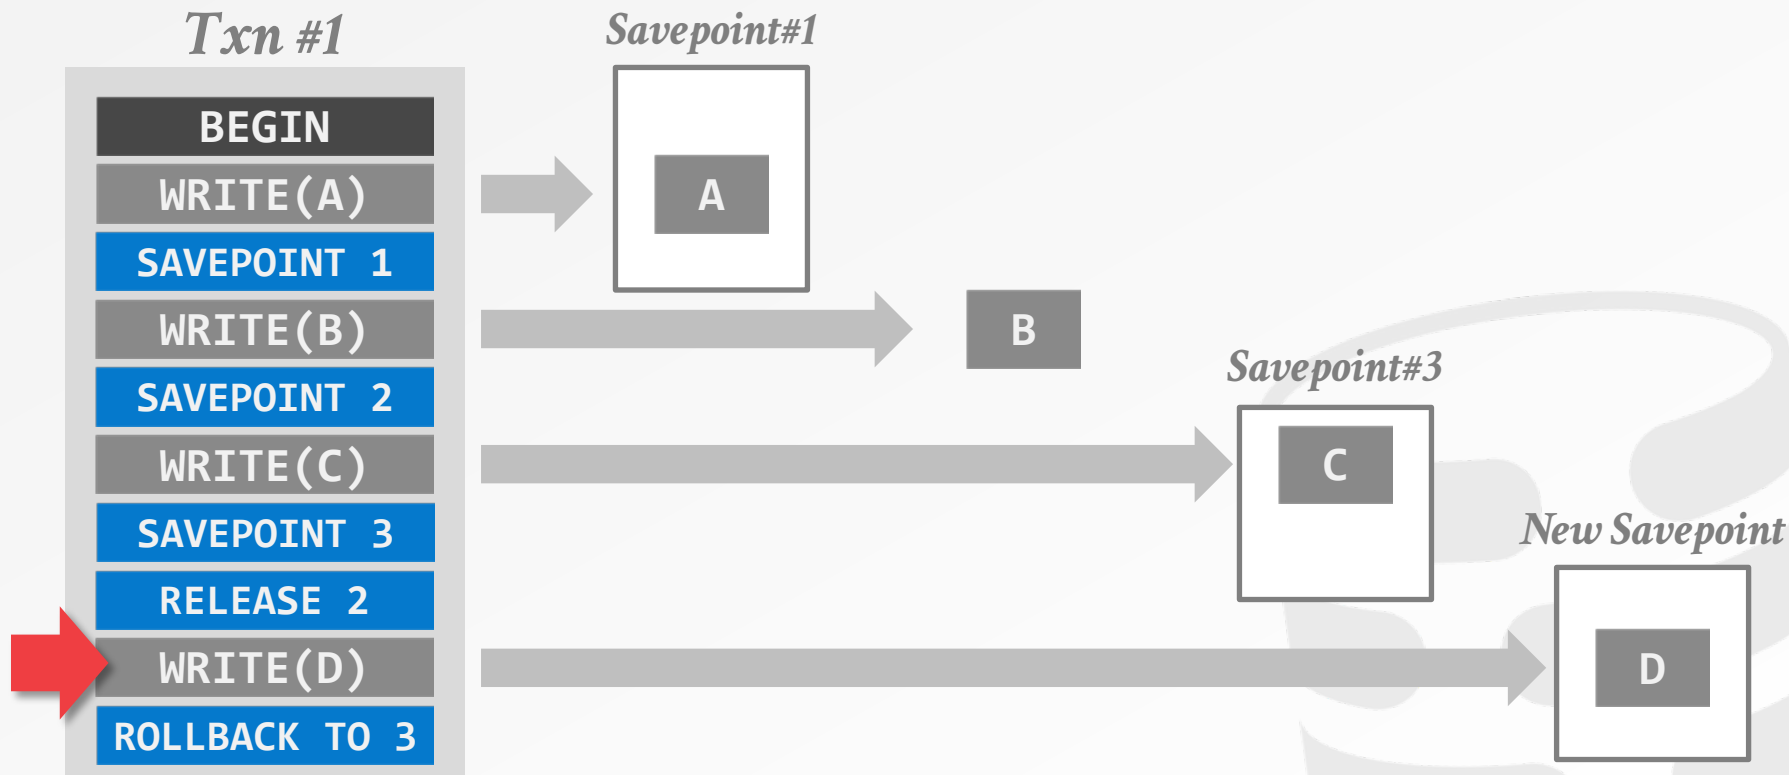 Txn #1
BEGIN
WRITE(A)
SAVEPOINT 1
WRITE(B)
SAVEPOINT 2
WRITE(C)
SAVEPOINT 3
RELEASE 2
WRITE(D)
ROLLBACK TO 3
Savepoint#1
A
B
Savepoint#3
C
New Savepoint
D